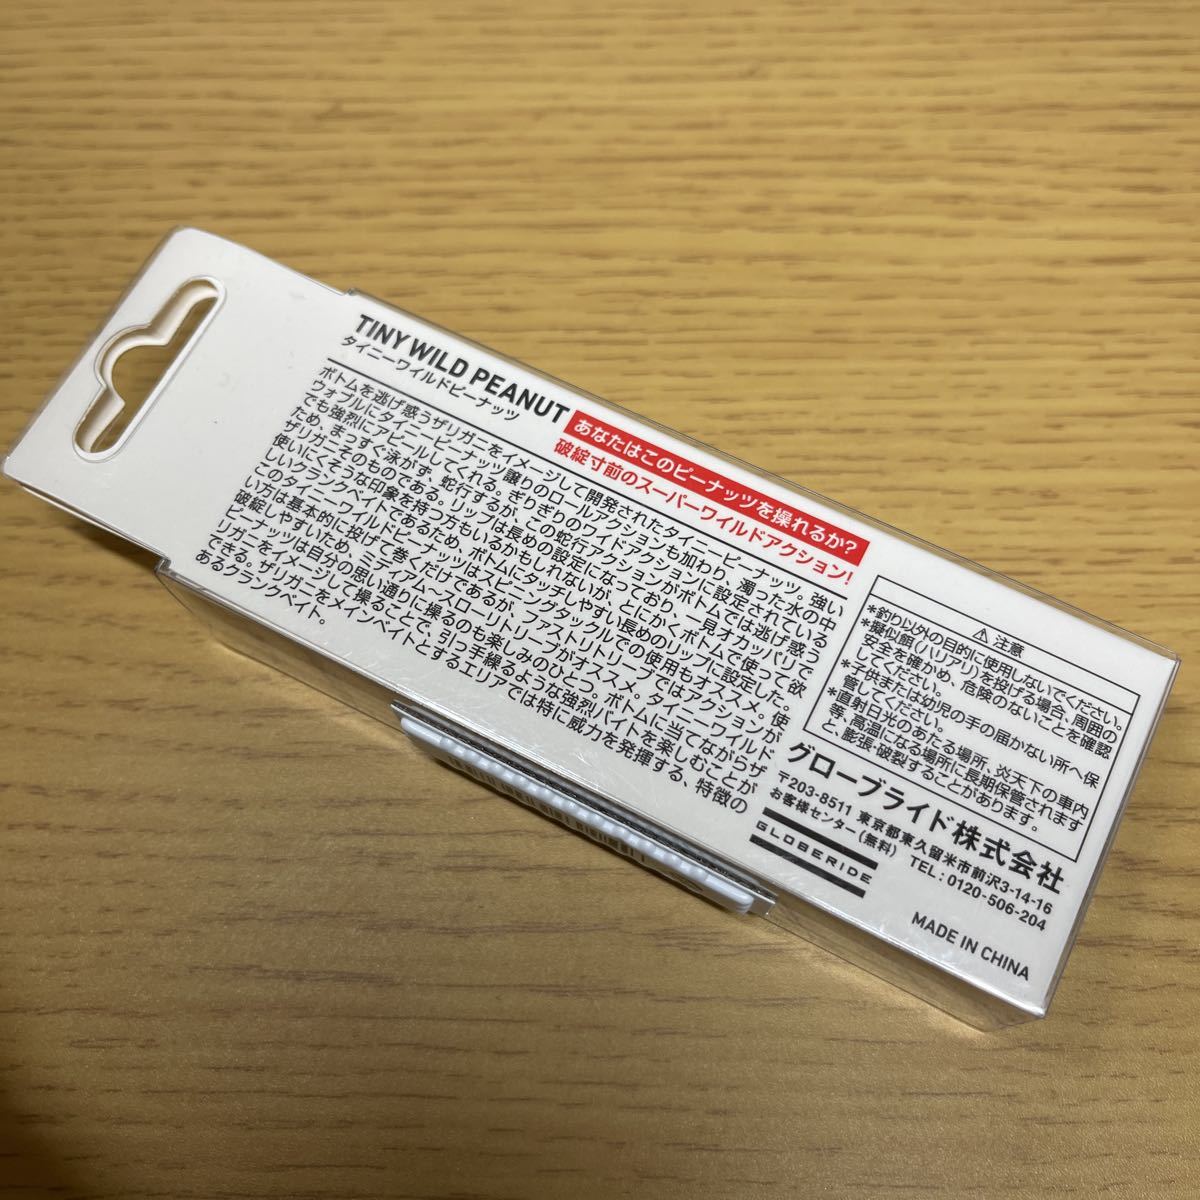 TINY WILD PEANUT
タイニーワイルドピーナッツ
あなたはこのピーナッツを操れるか?
破綻寸前のスーパーワイルドアクション!
ボトムを逃げ惑うザリガニをイメージして開発されたタイニーピーナッツ。強い
ウォブルにタイニーピーナッツ譲りのロールアクションも加わり、濁った水の中
でも強烈にアピールしてくれる。ぎりぎりのワイドアクションに設定されている
ため、まっすぐ泳がず、蛇行するが、この蛇行アクションがボトムでは逃げ惑う
ザリガニそのものである。リップは長めの設定になっており、一見オカッパリで
使いにくそうな印象を持つ方もいるかもしれないが、とにかくボトムで使って欲
しいクランクベイトであるため、ボトムにタッチしやすい長めのリップに設定した。
このタイニーワイルドピーナッツはスピニングタックルでの使用もオススメ。使
い方は基本的に投げて巻くだけであるが、ファストリトリーブではアクションが
破綻しやすいため、ミディアム～スローリトリーブがオススメ。タイニーワイルド
ピーナッツは自分の思い通りに操るのも楽しみのひとつ。ボトムに当てながらザ
リガニをイメージして操ることで、引っ手繰るような強烈バイトを楽しむことが
できる。ザリガニをメインベイトとするエリアでは特に威力を発揮する、特徴の
あるクランクベイト。
⚠ 注意
*釣り以外の目的に使用しないでください。
*擬似餌(ハリアリ)を投げる場合、周囲の
安全を確かめ、危険のないことを確認
してください。
*子供または幼児の手の届かない所へ保
管してください。
*直射日光のあたる場所、炎天下の車内
等、高温になる場所に長期保管されます
と、膨張・破裂することがあります。
グローブライド株式会社
〒203-8511 東京都東久留米市前沢3-14-16
お客様センター(無料) TEL:0120-506-204
GLOBERIDE
MADE IN CHINA